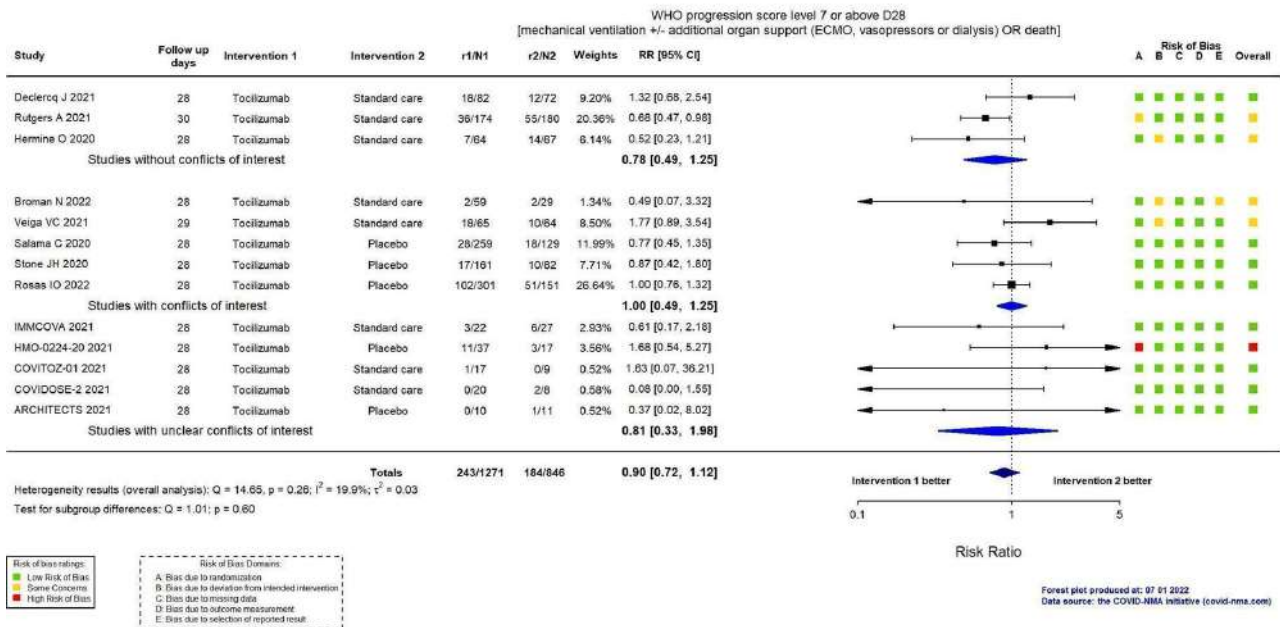 WHO progression score level 7 or above D28
[mechanical ventilation +/- additional organ support (ECMO, vasopressors or dialysis) OR death]
Study Follow up days Intervention 1 Intervention 2 r1/N1 r2/N2 Weights RR [95% CI] Risk of Bias A B C D E Overall
Declercq J 2021 28 Tocilizumab Standard care 18/82 12/72 9.20% 1.32 [0.68, 2.54]
Rutgers A 2021 30 Tocilizumab Standard care 36/174 55/180 20.36% 0.68 [0.47, 0.98]
Hermine O 2020 28 Tocilizumab Standard care 7/64 14/67 6.14% 0.52 [0.23, 1.21]
Studies without conflicts of interest 0.78 [0.49, 1.25]
Broman N 2022 28 Tocilizumab Standard care 2/59 2/29 1.34% 0.49 [0.07, 3.32]
Veiga VC 2021 29 Tocilizumab Standard care 18/65 10/64 8.50% 1.77 [0.89, 3.54]
Salama C 2020 28 Tocilizumab Placebo 28/259 18/129 11.99% 0.77 [0.45, 1.35]
Stone JH 2020 28 Tocilizumab Placebo 17/161 10/82 7.71% 0.87 [0.42, 1.80]
Rosas IO 2022 28 Tocilizumab Placebo 102/301 51/151 26.64% 1.00 [0.76, 1.32]
Studies with conflicts of interest 1.00 [0.49, 1.25]
IMMCOVA 2021 28 Tocilizumab Standard care 3/22 6/27 2.93% 0.61 [0.17, 2.18]
HMO-0224-20 2021 28 Tocilizumab Placebo 11/37 3/17 3.56% 1.68 [0.54, 5.27]
COVITOZ-01 2021 28 Tocilizumab Standard care 1/17 0/9 0.52% 1.63 [0.07, 36.21]
COVIDOSE-2 2021 28 Tocilizumab Standard care 0/20 2/8 0.58% 0.08 [0.00, 1.55]
ARCHITECTS 2021 28 Tocilizumab Placebo 0/10 1/11 0.52% 0.37 [0.02, 8.02]
Studies with unclear conflicts of interest 0.81 [0.33, 1.98]
Totals 243/1271 184/846 0.90 [0.72, 1.12]
Heterogeneity results (overall analysis): Q = 14.65, p = 0.26; I² = 19.9%; τ² = 0.03
Test for subgroup differences: Q = 1.01; p = 0.60
Intervention 1 better Intervention 2 better
0.1 1 5
Risk Ratio
Risk of bias ratings:
Low Risk of Bias
Some Concerns
High Risk of Bias
Risk of Bias Domains:
A: Bias due to randomization
B: Bias due to deviation from intended intervention
C: Bias due to missing data
D: Bias due to outcome measurement
E: Bias due to selection of reported result
Forest plot produced at: 07 01 2022
Data source: the COVID-NMA initiative (covid-nma.com)